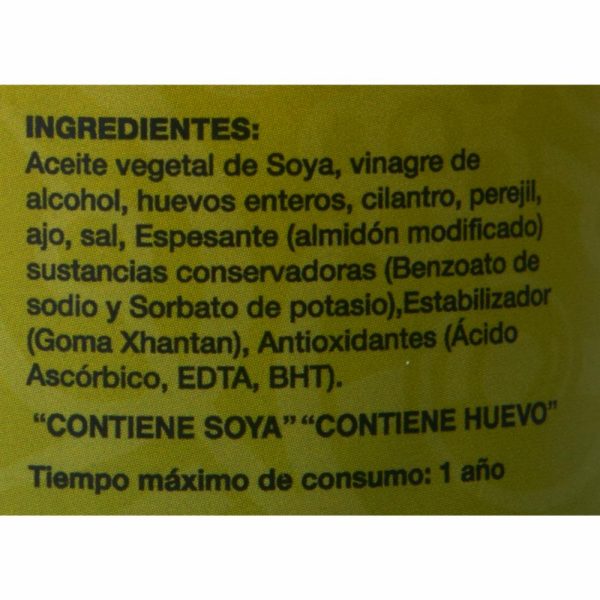 INGREDIENTES:
Aceite vegetal de Soya, vinagre de
alcohol, huevos enteros, cilantro, perejil,
ajo, sal, Espesante (almidón modificado)
sustancias conservadoras (Benzoato de
sodio y Sorbato de potasio),Estabilizador
(Goma Xhantan), Antioxidantes (Ácido
Ascórbico, EDTA, BHT).
“CONTIENE SOYA” “CONTIENE HUEVO”
Tiempo máximo de consumo: 1 año